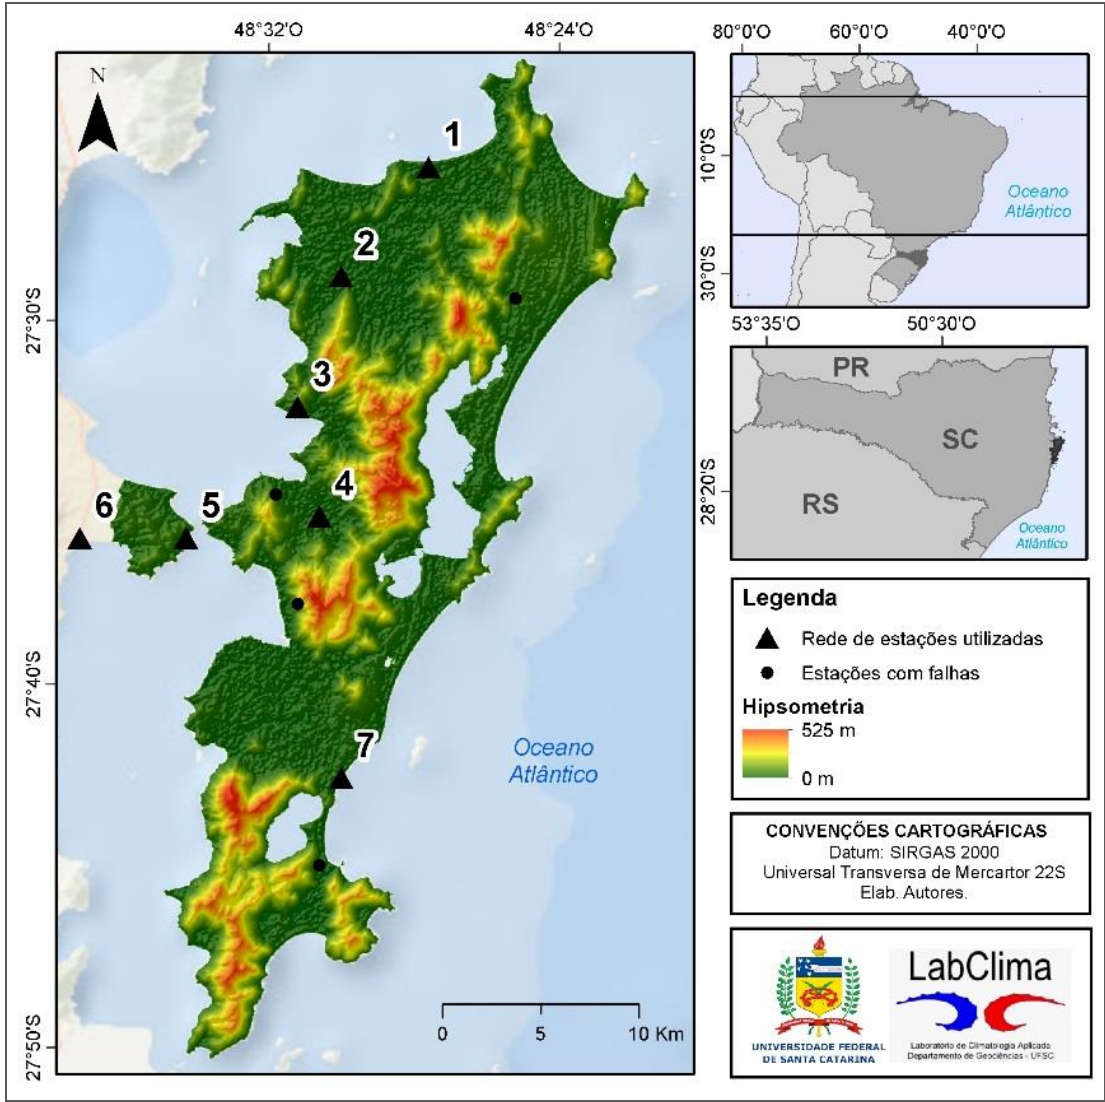 48°32'O
48°24'O
N
1
2
3
4
5
6
7
27°30'S
27°40'S
27°50'S
Oceano
Atlântico
0
5
10 Km
80°0'O
60°0'O
40°0'O
10°0'S
30°0'S
Oceano
Atlântico
53°35'O
50°30'O
28°20'S
PR
SC
RS
Oceano
Atlântico
Legenda
Rede de estações utilizadas
Estações com falhas
Hipsometria
525 m
0 m
CONVENÇÕES CARTOGRÁFICAS
Datum: SIRGAS 2000
Universal Transversa de Mercartor 22S
Elab. Autores.
UNIVERSIDADE FEDERAL
DE SANTA CATARINA
LabClima
Laboratório de Climatologia Aplicada
Departamento de Geociências - UFSC